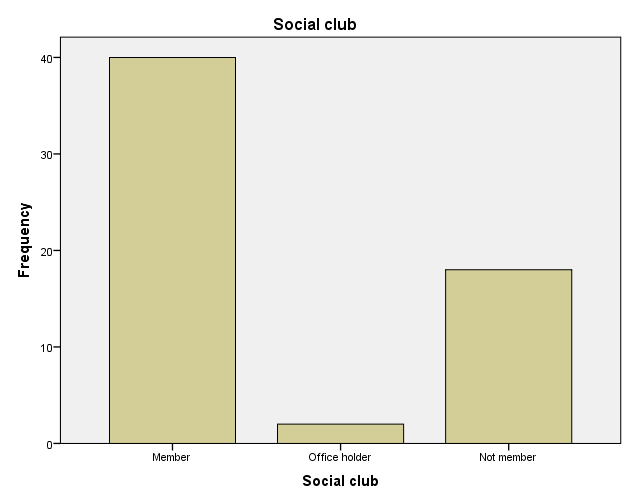 Social club
40
30
20
10
0
Frequency
Member
Office holder
Not member
Social club